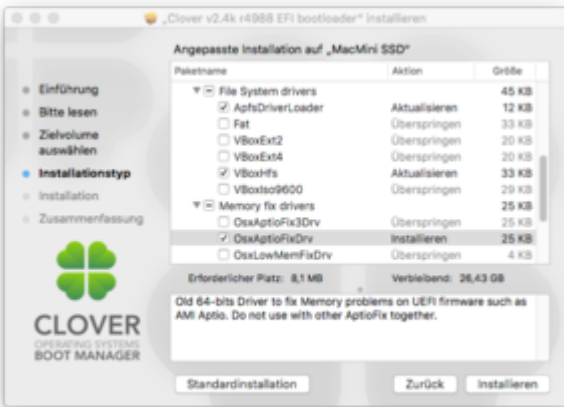 „Clover v2.4k r4988 EFI bootloader“ installieren
Angepasste Installation auf „MacMini SSD“
Paketname Aktion Größe
File System drivers 45 KB
ApfsDriverLoader Aktualisieren 12 KB
Fat Überspringen 33 KB
VBoxExt2 Überspringen 20 KB
VBoxExt4 Überspringen 20 KB
VBoxHfs Aktualisieren 33 KB
VBoxIso9600 Überspringen 29 KB
Memory fix drivers 25 KB
OsxAptioFix3Drv Überspringen 25 KB
OsxAptioFixDrv Installieren 25 KB
OsxLowMemFixDrv Überspringen 4 KB
Einführung
Bitte lesen
Zielvolume
auswählen
Installationstyp
Installation
Zusammenfassung
Erforderlicher Platz: 8,1 MB Verbleibend: 26,43 GB
Old 64-bits Driver to fix Memory problems on UEFI firmware such as
AMI Aptio. Do not use with other AptioFix together.
CLOVER
OPERATING SYSTEMS
BOOT MANAGER
Standardinstallation Zurück Installieren